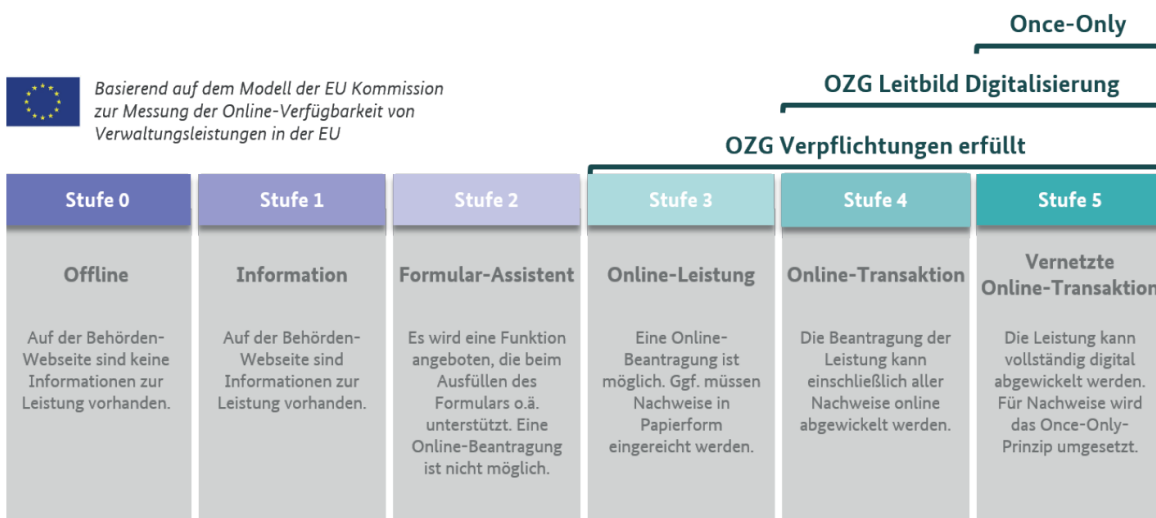 Once-Only
OZG Leitbild Digitalisierung
OZG Verpflichtungen erfüllt
Basierend auf dem Modell der EU Kommission
zur Messung der Online-Verfügbarkeit von
Verwaltungsleistungen in der EU
Stufe 0
Offline
Auf der Behörden-
Webseite sind keine
Informationen zur
Leistung vorhanden.
Stufe 1
Information
Auf der Behörden-
Webseite sind
Informationen zur
Leistung vorhanden.
Stufe 2
Formular-Assistent
Es wird eine Funktion
angeboten, die beim
Ausfüllen des
Formulars o.ä.
unterstützt. Eine
Online-Beantragung
ist nicht möglich.
Stufe 3
Online-Leistung
Eine Online-
Beantragung ist
möglich. Ggf. müssen
Nachweise in
Papierform
eingereicht werden.
Stufe 4
Online-Transaktion
Die Beantragung der
Leistung kann
einschließlich aller
Nachweise online
abgewickelt werden.
Stufe 5
Vernetzte
Online-Transaktion
Die Leistung kann
vollständig digital
abgewickelt werden.
Für Nachweise wird
das Once-Only-
Prinzip umgesetzt.